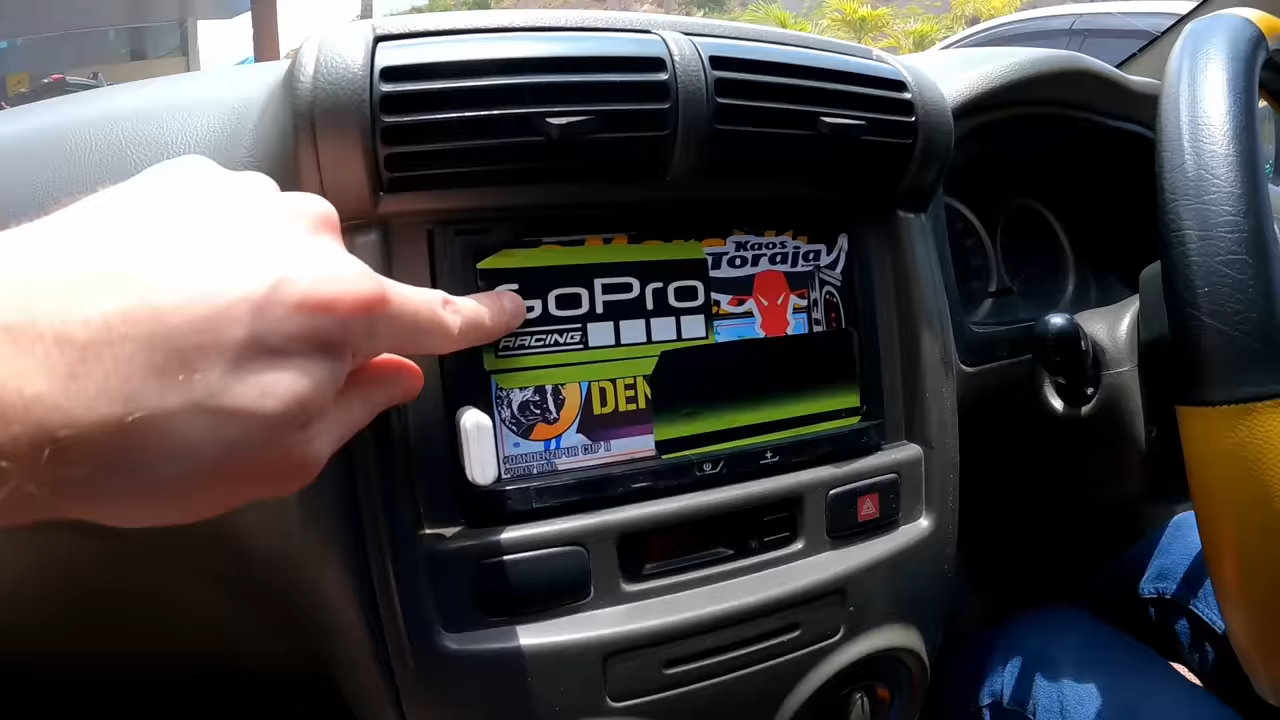 GoPro
RACING
Kaos
Toraja
DEN
#DANDENZIPUR CUP II
#VOLLY BALL